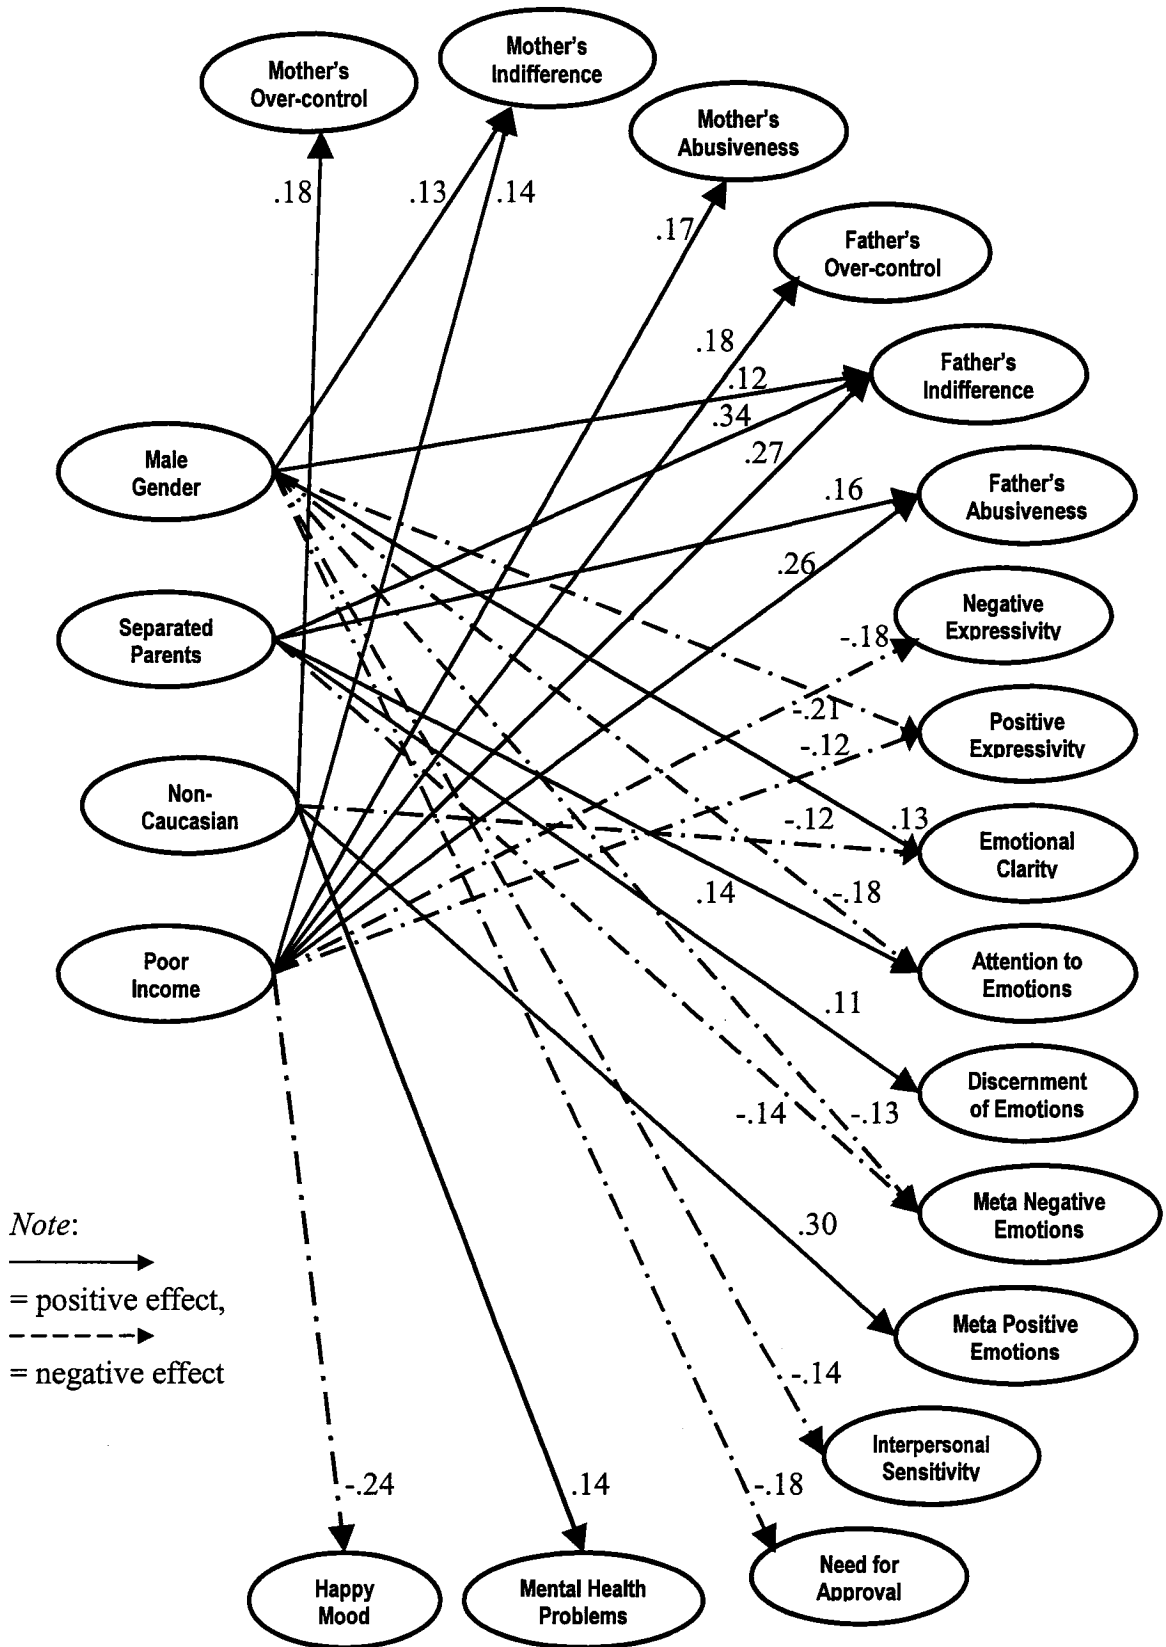 Mother's
Over-control
Mother's
Indifference
Mother's
Abusiveness
.18
.13
.14
.17
Father's
Over-control
.18
.12
Father's
Indifference
.34
.27
Male
Gender
.16
Father's
Abusiveness
.26
Separated
Parents
-.18
Negative
Expressivity
-.21
-.12
Positive
Expressivity
Non-
Caucasian
-.12
.13
Emotional
Clarity
.14
-.18
Poor
Income
Attention to
Emotions
.11
Discernment
of Emotions
-.14
-.13
Meta Negative
Emotions
Note:
= positive effect,
= negative effect
.30
Meta Positive
Emotions
-.14
Interpersonal
Sensitivity
-.24
.14
-.18
Happy
Mood
Mental Health
Problems
Need for
Approval